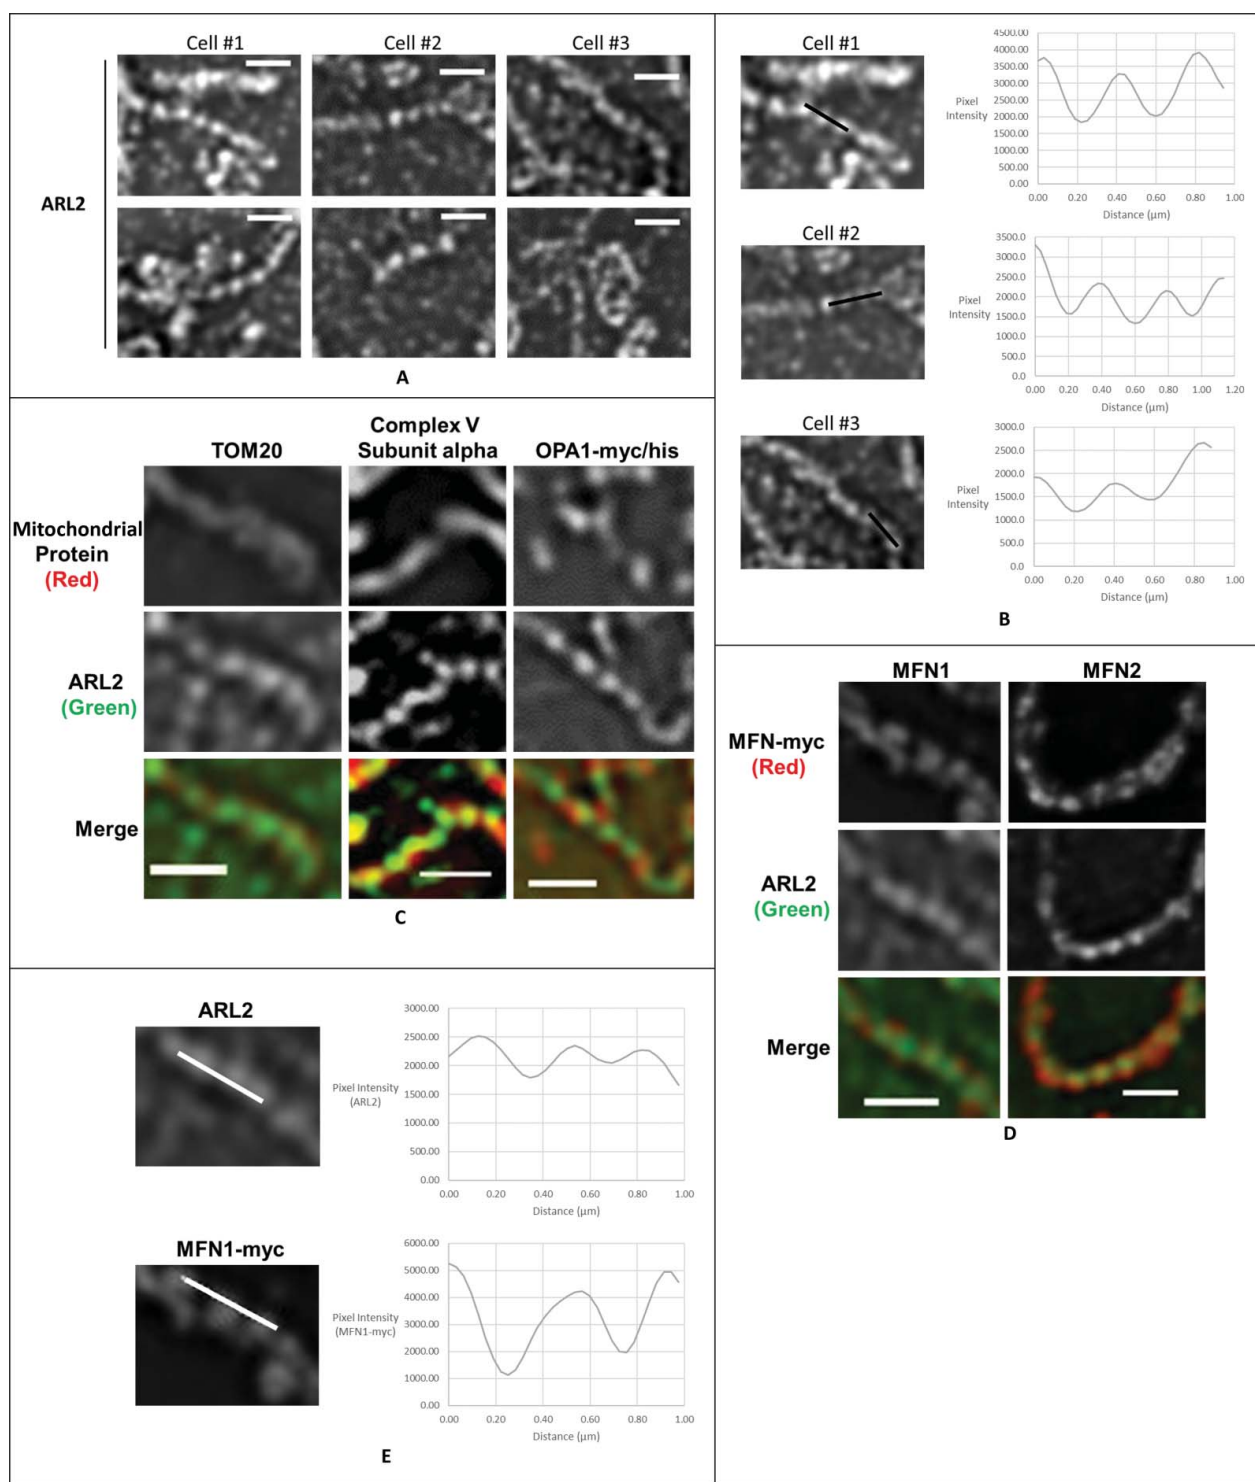 Cell #1
Cell #2
Cell #3
ARL2
A
Cell #1
4500.00
4000.00
3500.00
3000.00
2500.00
2000.00
1500.00
1000.00
500.00
0.00
Pixel
Intensity
0.00 0.20 0.40 0.60 0.80 1.00
Distance (µm)
Cell #2
3500.0
3000.0
2500.0
2000.0
1500.0
1000.0
500.0
0.0
Pixel
Intensity
0.00 0.20 0.40 0.60 0.80 1.00 1.20
Distance (µm)
Cell #3
3000.0
2500.0
2000.0
1500.0
1000.0
500.0
0.0
Pixel
Intensity
0.00 0.20 0.40 0.60 0.80 1.00
Distance (µm)
B
TOM20
Complex V
Subunit alpha
OPA1-myc/his
Mitochondrial
Protein
(Red)
ARL2
(Green)
Merge
C
MFN1
MFN2
MFN-myc
(Red)
ARL2
(Green)
Merge
D
ARL2
3000.00
2500.00
2000.00
1500.00
1000.00
500.00
0.00
Pixel Intensity
(ARL2)
0.00 0.20 0.40 0.60 0.80 1.00
Distance (µm)
MFN1-myc
6000.00
5000.00
4000.00
3000.00
2000.00
1000.00
0.00
Pixel Intensity
(MFN1-myc)
0.00 0.20 0.40 0.60 0.80 1.00
Distance (µm)
E